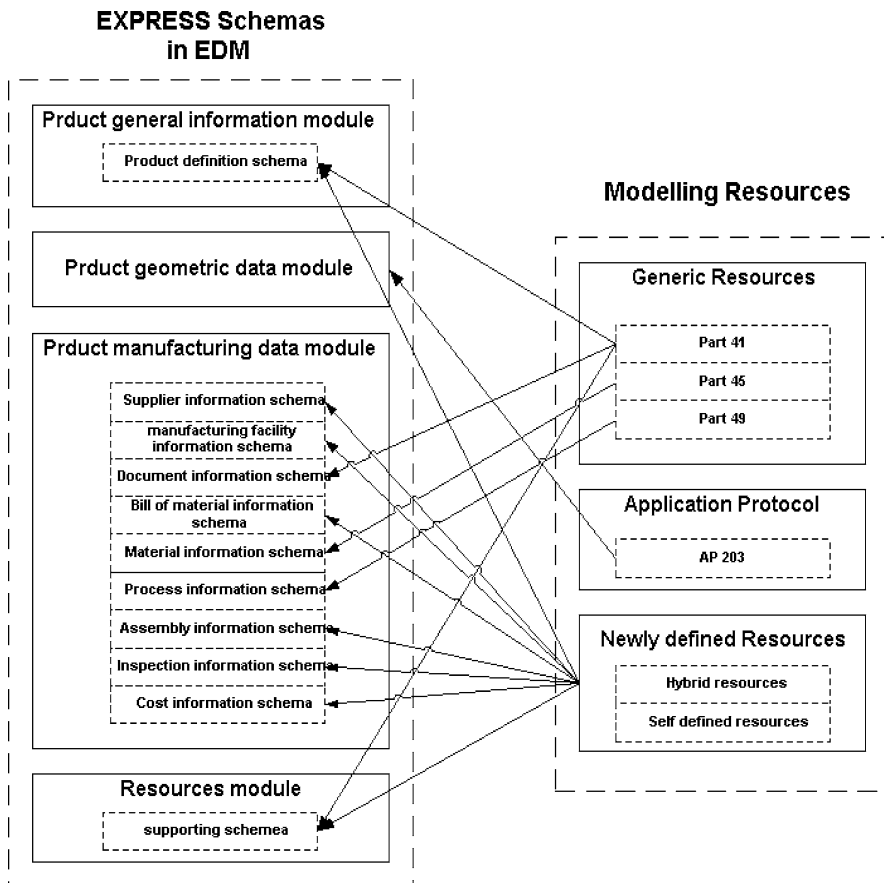 EXPRESS Schemas
in EDM
Prduct general information module
Product definition schema
Prduct geometric data module
Prduct manufacturing data module
Supplier information schema
manufacturing facility
information schema
Document information schema
Bill of material information
schema
Material information schema
Process information schema
Assembly information schema
Inspection information schema
Cost information schema
Resources module
supporting schemea
Modelling Resources
Generic Resources
Part 41
Part 45
Part 49
Application Protocol
AP 203
Newly defined Resources
Hybrid resources
Self defined resources